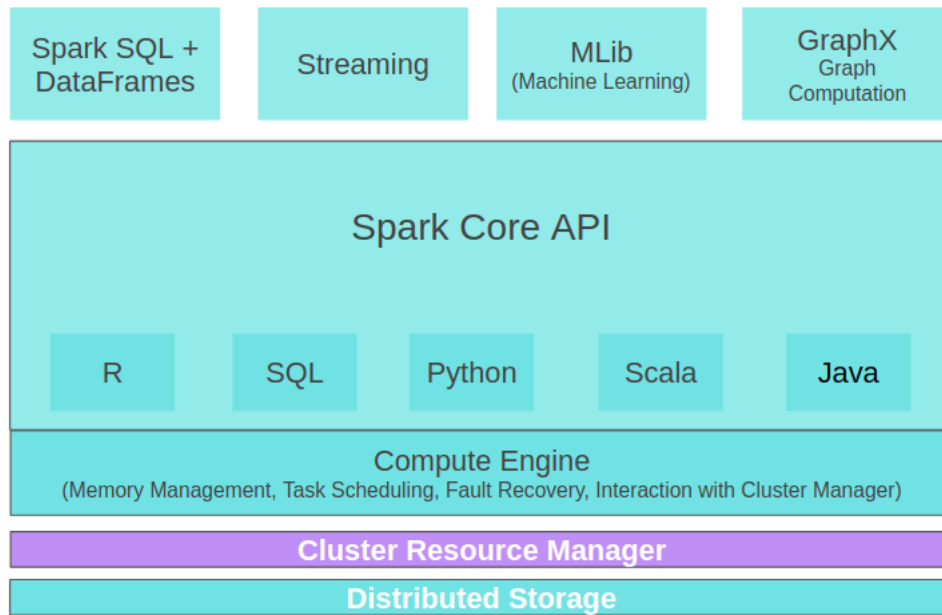 Spark SQL +
DataFrames
Streaming
MLib
(Machine Learning)
GraphX
Graph
Computation
Spark Core API
R
SQL
Python
Scala
Java
Compute Engine
(Memory Management, Task Scheduling, Fault Recovery, Interaction with Cluster Manager)
Cluster Resource Manager
Distributed Storage